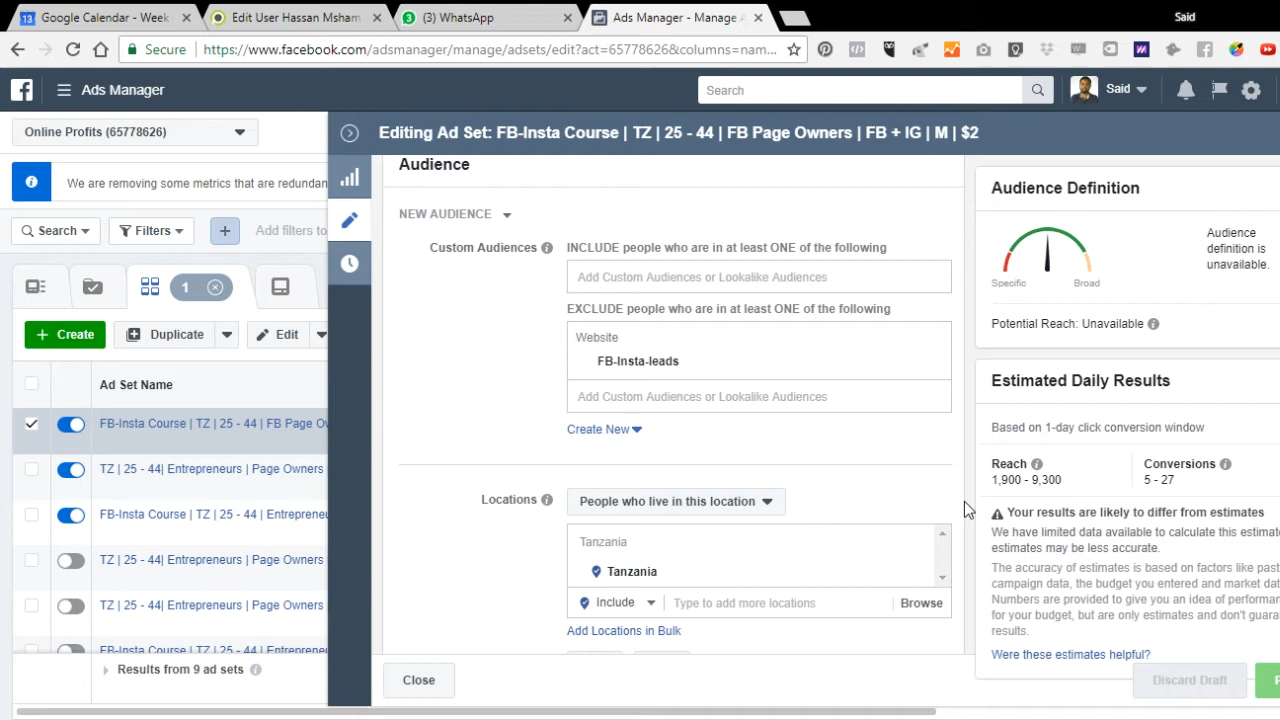 Google Calendar - Week
Edit User Hassan Msham
(3) WhatsApp
Ads Manager - Manage A
Said
Secure
https://www.facebook.com/adsmanager/manage/adsets/edit?act=65778626&columns=nam...
Ads Manager
Search
Said
Online Profits (65778626)
Editing Ad Set: FB-Insta Course | TZ | 25 - 44 | FB Page Owners | FB + IG | M | $2
We are removing some metrics that are redundan
Search
Filters
Add filters to
1
Create
Duplicate
Edit
Ad Set Name
FB-Insta Course | TZ | 25 - 44 | FB Page Ow
TZ | 25 - 44| Entrepreneurs | Page Owners
FB-Insta Course | TZ | 25 - 44 | Entrepreneu
TZ | 25 - 44| Entrepreneurs | Page Owners
TZ | 25 - 44| Entrepreneurs | Page Owners
FB-Insta Course | TZ | 25 - 44 | Entrepreneu
Results from 9 ad sets
Audience
NEW AUDIENCE
Custom Audiences
INCLUDE people who are in at least ONE of the following
Add Custom Audiences or Lookalike Audiences
EXCLUDE people who are in at least ONE of the following
Website
FB-Insta-leads
Add Custom Audiences or Lookalike Audiences
Create New
Locations
People who live in this location
Tanzania
Tanzania
Include
Type to add more locations
Browse
Add Locations in Bulk
Close
Audience Definition
Audience
definition is
unavailable.
Specific
Broad
Potential Reach: Unavailable
Estimated Daily Results
Based on 1-day click conversion window
Reach
1,900 - 9,300
Conversions
5 - 27
Your results are likely to differ from estimates
We have limited data available to calculate this estimate
estimates may be less accurate.
The accuracy of estimates is based on factors like past
campaign data, the budget you entered and market dat
Numbers are provided to give you an idea of performan
for your budget, but are only estimates and don't guara
results.
Were these estimates helpful?
Discard Draft
P